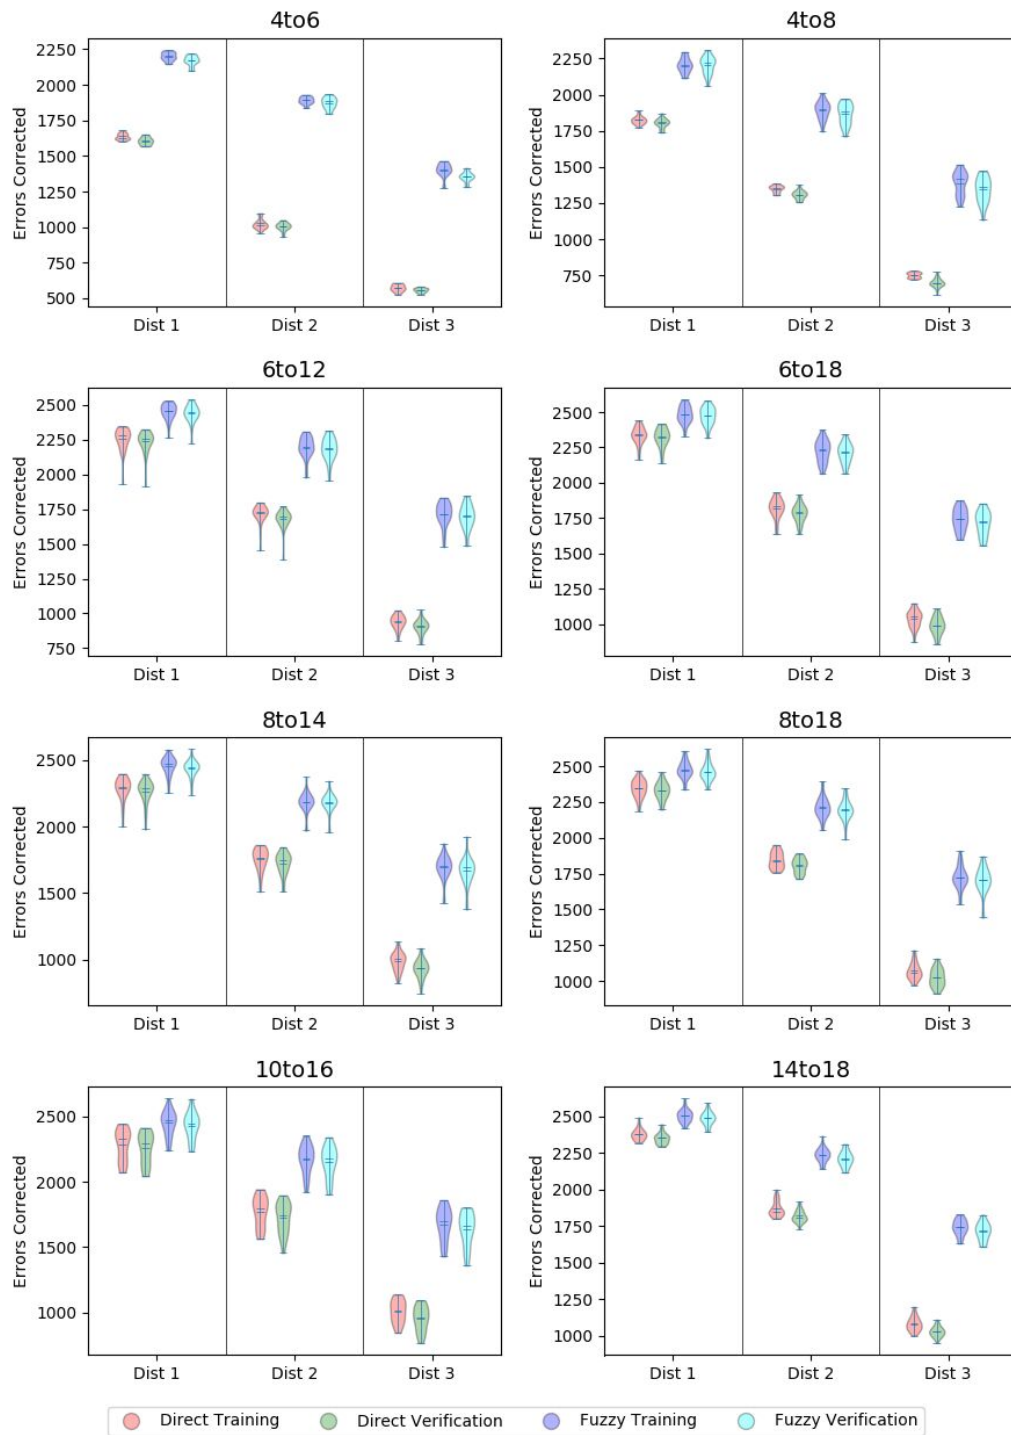 4to6
Errors Corrected
2250
2000
1750
1500
1250
1000
750
500
Dist 1 Dist 2 Dist 3
4to8
Errors Corrected
2250
2000
1750
1500
1250
1000
750
Dist 1 Dist 2 Dist 3
6to12
Errors Corrected
2500
2250
2000
1750
1500
1250
1000
750
Dist 1 Dist 2 Dist 3
6to18
Errors Corrected
2500
2250
2000
1750
1500
1250
1000
Dist 1 Dist 2 Dist 3
8to14
Errors Corrected
2500
2000
1500
1000
Dist 1 Dist 2 Dist 3
8to18
Errors Corrected
2500
2250
2000
1750
1500
1250
1000
Dist 1 Dist 2 Dist 3
10to16
Errors Corrected
2500
2000
1500
1000
Dist 1 Dist 2 Dist 3
14to18
Errors Corrected
2500
2250
2000
1750
1500
1250
1000
Dist 1 Dist 2 Dist 3
Direct Training Direct Verification Fuzzy Training Fuzzy Verification